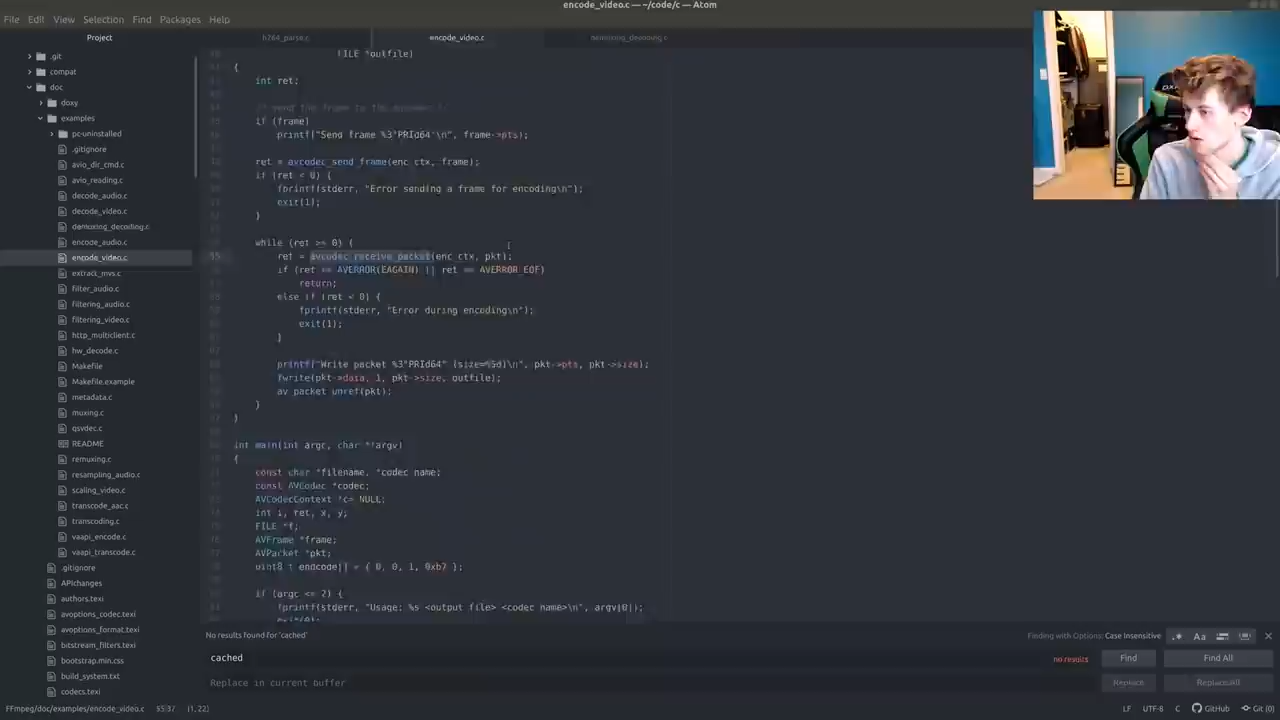 encode_video.c — ~/code/c — Atom
File Edit View Selection Find Packages Help
Project
h264_parse.c encode_video.c demuxing_decoding.c
.git
compat
doc
doxy
examples
pc-uninstalled
.gitignore
avio_dir_cmd.c
avio_reading.c
decode_audio.c
decode_video.c
demuxing_decoding.c
encode_audio.c
encode_video.c
extract_mvs.c
filter_audio.c
filtering_audio.c
filtering_video.c
http_multiclient.c
hw_decode.c
Makefile
Makefile.example
metadata.c
muxing.c
qsvdec.c
README
remuxing.c
resampling_audio.c
scaling_video.c
transcode_aac.c
transcoding.c
vaapi_encode.c
vaapi_transcode.c
.gitignore
APIchanges
authors.texi
avoptions_codec.texi
avoptions_format.texi
bitstream_filters.texi
bootstrap.min.css
build_system.txt
codecs.texi
FILE *outfile)
{
int ret;
/* send the frame to the encoder */
if (frame)
printf("Send frame %3"PRId64"\n", frame->pts);
ret = avcodec_send_frame(enc_ctx, frame);
if (ret < 0) {
fprintf(stderr, "Error sending a frame for encoding\n");
exit(1);
}
while (ret >= 0) {
55
ret = avcodec_receive_packet(enc_ctx, pkt);
if (ret == AVERROR(EAGAIN) || ret == AVERROR_EOF)
return;
else if (ret < 0) {
fprintf(stderr, "Error during encoding\n");
exit(1);
}
printf("Write packet %3"PRId64" (size=%5d)\n", pkt->pts, pkt->size);
fwrite(pkt->data, 1, pkt->size, outfile);
av_packet_unref(pkt);
}
}
int main(int argc, char **argv)
{
const char *filename, *codec_name;
const AVCodec *codec;
AVCodecContext *c= NULL;
int i, ret, x, y;
FILE *f;
AVFrame *frame;
AVPacket *pkt;
uint8_t endcode[] = { 0, 0, 1, 0xb7 };
if (argc <= 2) {
fprintf(stderr, "Usage: %s <output file> <codec name>\n", argv[0]);
exit(0);
No results found for 'cached'
Finding with Options: Case Insensitive
cached
no results
Find
Find All
Replace in current buffer
Replace
Replace All
FFmpeg/doc/examples/encode_video.c 55:37 (1, 22)
LF UTF-8 C GitHub Git (0)